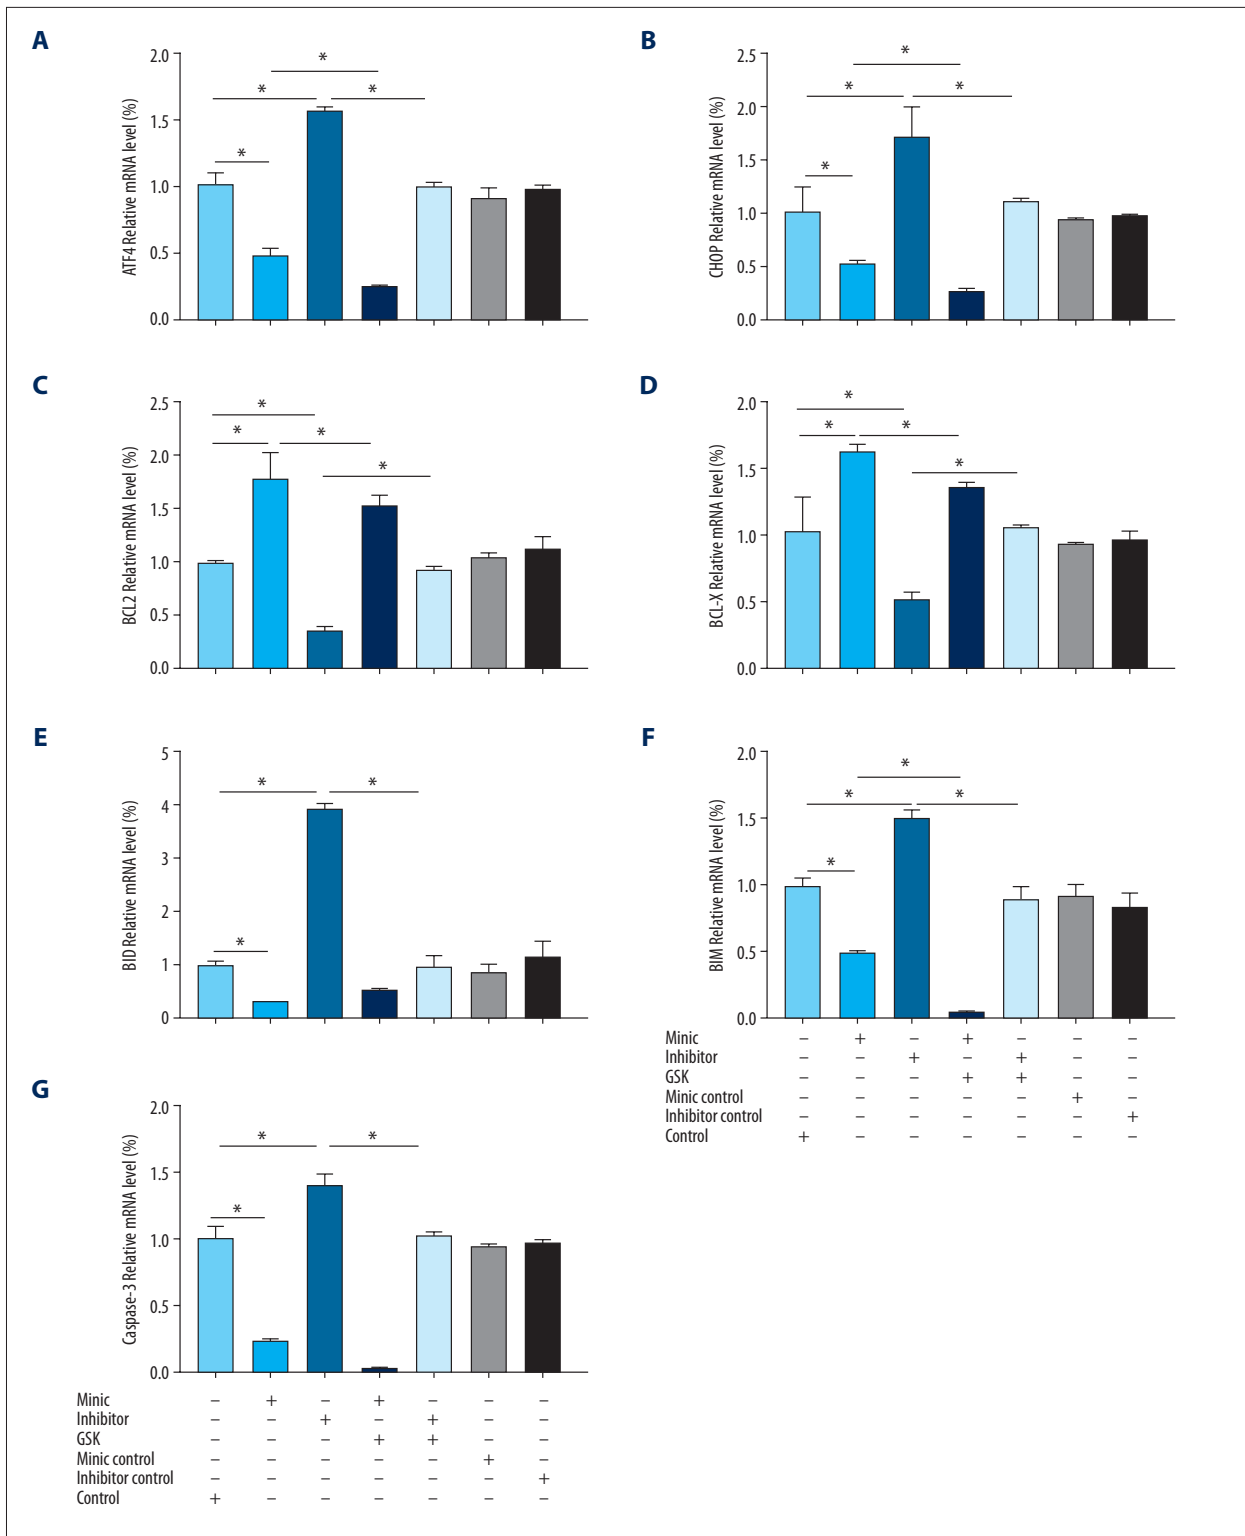 A
ATF4 Relative mRNA level (%)
2.0
1.5
1.0
0.5
0.0
* * * *
B
CHOP Relative mRNA level (%)
2.5
2.0
1.5
1.0
0.5
0.0
* * * *
C
BCL2 Relative mRNA level (%)
2.5
2.0
1.5
1.0
0.5
0.0
* * * *
D
BCL-X Relative mRNA level (%)
2.0
1.5
1.0
0.5
0.0
* * * *
E
BID Relative mRNA level (%)
5
4
3
2
1
0
* * *
F
BIM Relative mRNA level (%)
2.0
1.5
1.0
0.5
0.0
* * * *
Minic – + – + – – –
Inhibitor – – + – + – –
GSK – – – + + – –
Minic control – – – – – + –
Inhibitor control – – – – – – +
Control + – – – – – –
G
Caspase-3 Relative mRNA level (%)
2.0
1.5
1.0
0.5
0.0
* * *
Minic – + – + – – –
Inhibitor – – + – + – –
GSK – – – + + – –
Minic control – – – – – + –
Inhibitor control – – – – – – +
Control + – – – – – –